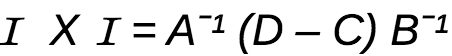 I X I = A⁻¹ (D – C) B⁻¹